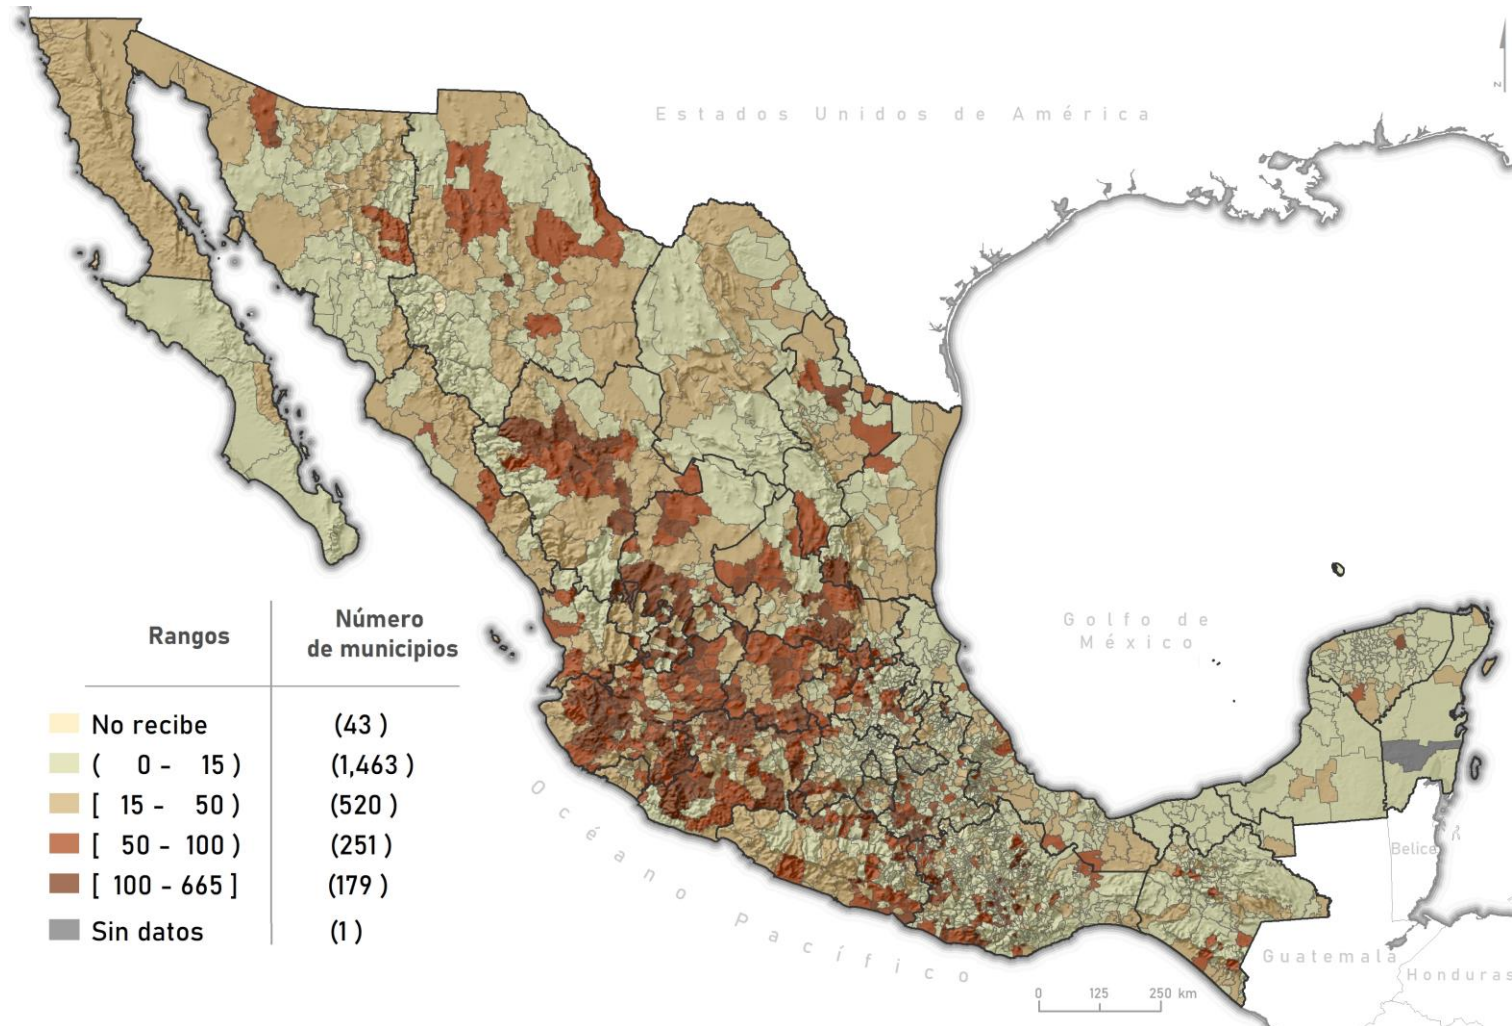 Estados Unidos de América
Golfo de
México
Océano Pacífico
Belice
Guatemala
Honduras
N
0 125 250 km
Rangos Número de municipios
No recibe (43 )
( 0 - 15 ) (1,463 )
[ 15 - 50 ) (520 )
[ 50 - 100 ) (251 )
[ 100 - 665 ] (179 )
Sin datos (1 )